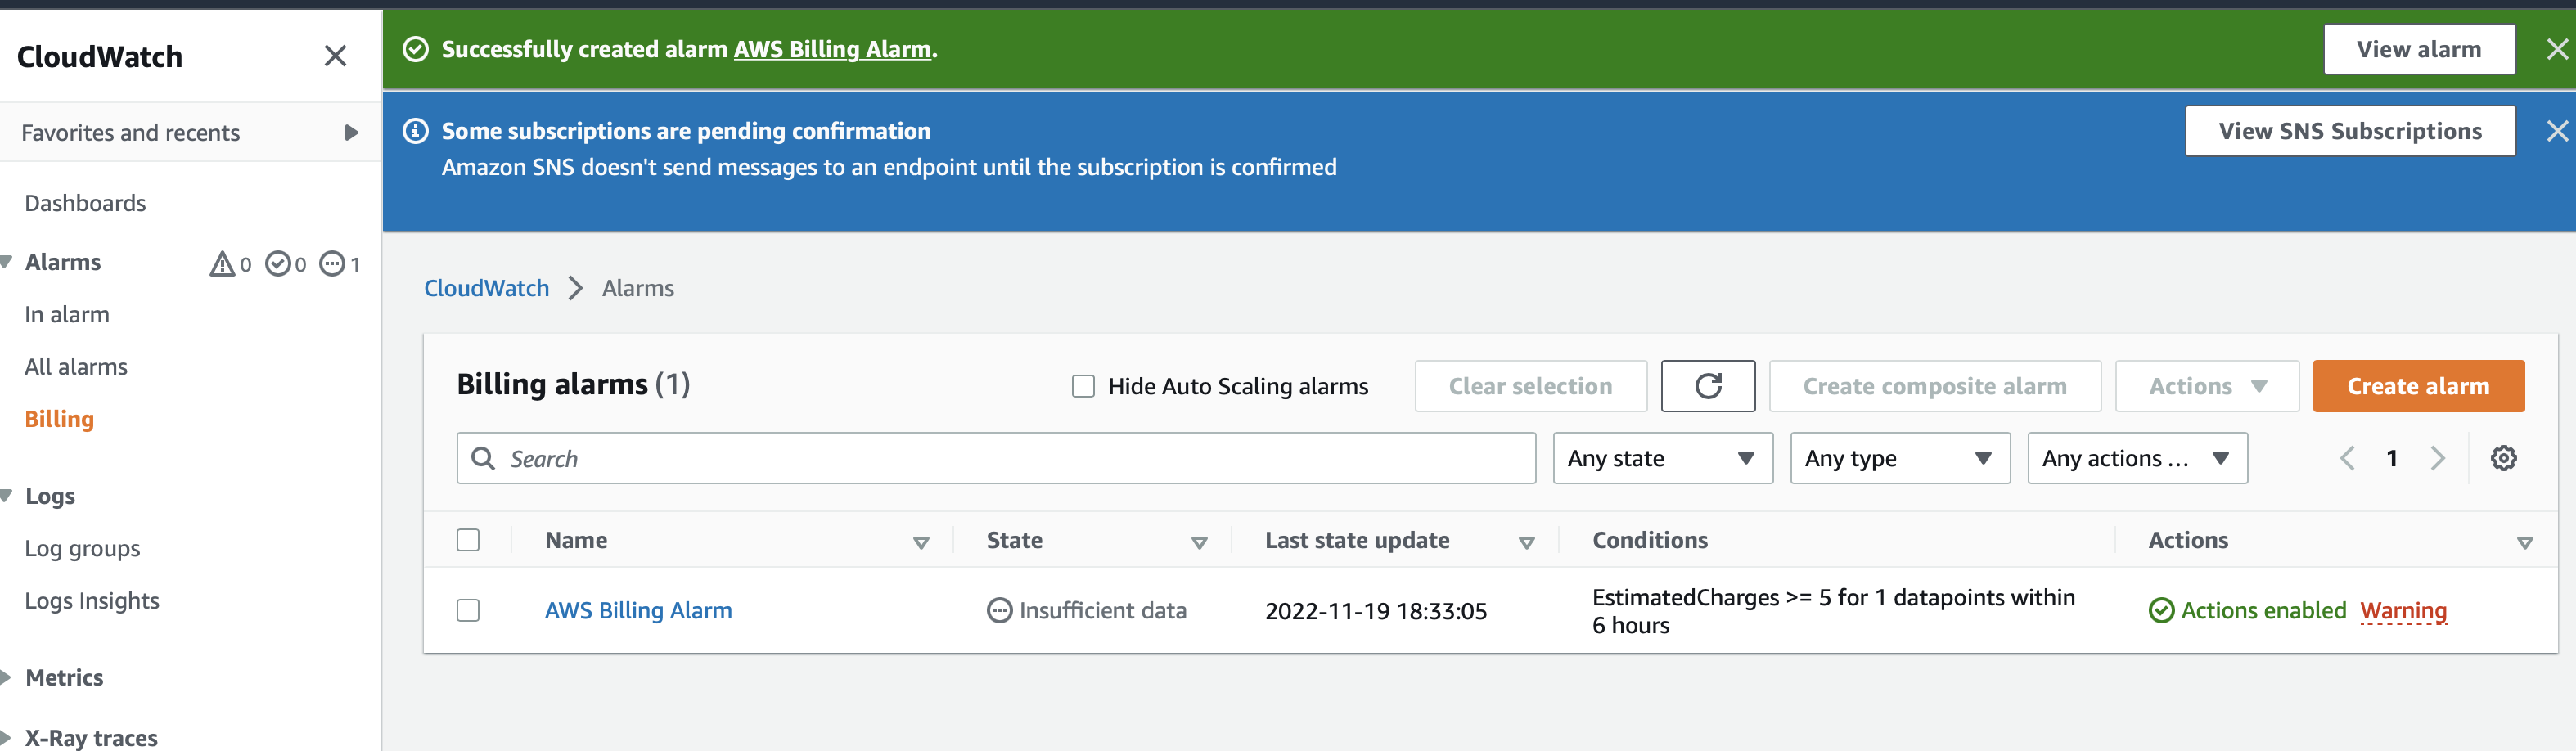 CloudWatch
Favorites and recents
Dashboards
Alarms 0 0 1
In alarm
All alarms
Billing
Logs
Log groups
Logs Insights
Metrics
X-Ray traces
Successfully created alarm AWS Billing Alarm.
View alarm
Some subscriptions are pending confirmation
Amazon SNS doesn't send messages to an endpoint until the subscription is confirmed
View SNS Subscriptions
CloudWatch Alarms
Billing alarms (1)
Hide Auto Scaling alarms
Clear selection
Create composite alarm
Actions
Create alarm
Search
Any state
Any type
Any actions ...
1
Name State Last state update Conditions Actions
AWS Billing Alarm
Insufficient data
2022-11-19 18:33:05
EstimatedCharges >= 5 for 1 datapoints within
6 hours
Actions enabled Warning